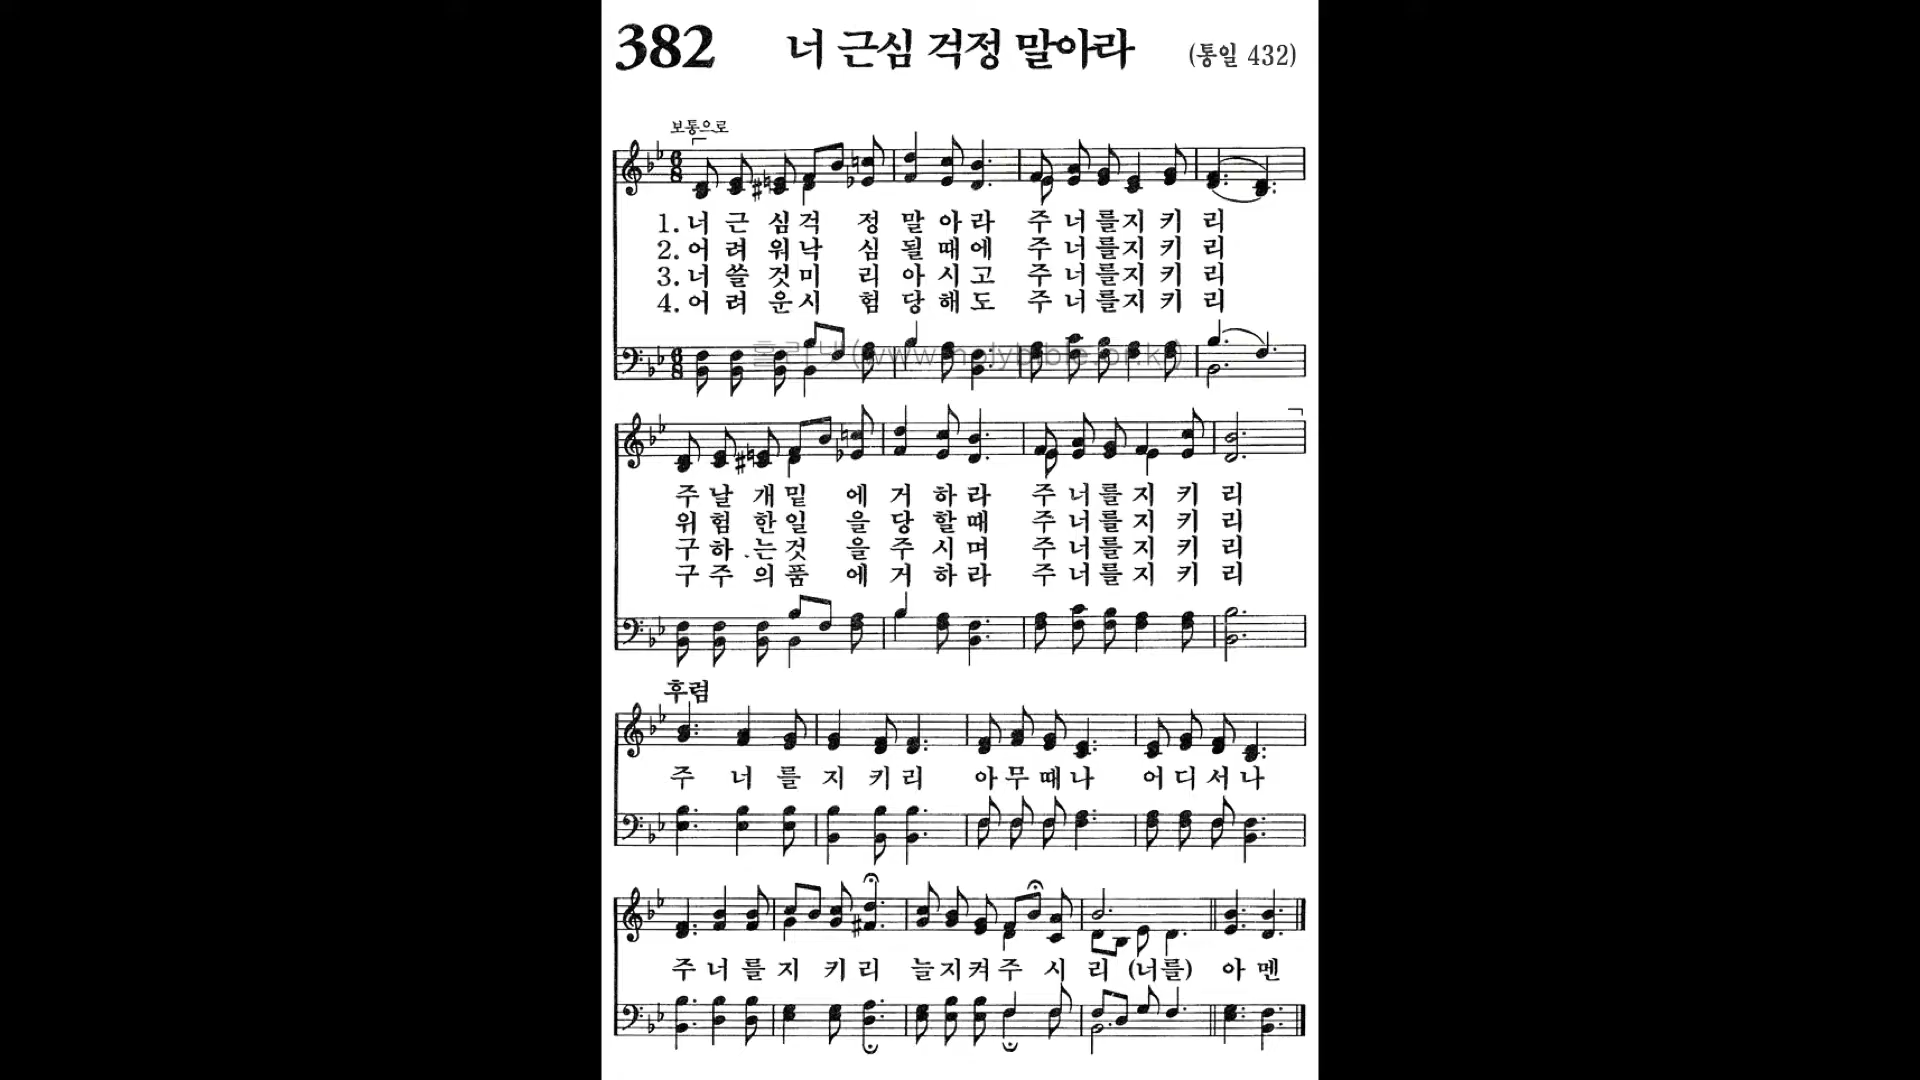 382 너 근심 걱정 말아라 (통일 432)
보통으로
1. 너 근 심걱 정 말 아 라 주 너 를지 키 리
2. 어 려 워낙 심 될 때 에 주 너 를지 키 리
3. 너 쓸 것미 리 아 시 고 주 너 를지 키 리
4. 어 려 운시 험 당 해 도 주 너 를지 키 리
(www.holybible.or.kr)
주 날 개밑 에 거 하 라 주 너 를 지 키 리
위 험 한일 을 당 할 때 주 너 를 지 키 리
구 하 는것 을 주 시 며 주 너 를 지 키 리
구 주 의품 에 거 하 라 주 너 를 지 키 리
후렴
주 너 를 지 키 리 아 무 때 나 어 디 서 나
주 너 를 지 키 리 늘 지 켜 주 시 리 (너를) 아 멘